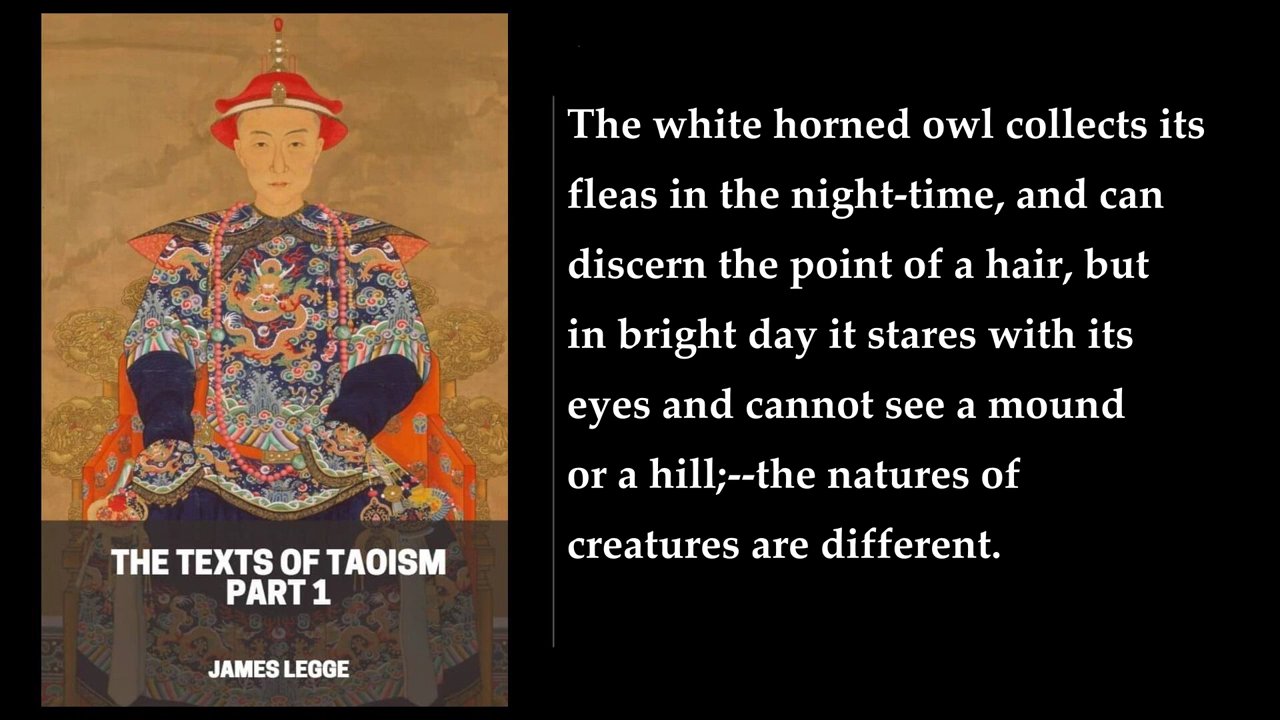 THE TEXTS OF TAOISM
PART 1
JAMES LEGGE
The white horned owl collects its
fleas in the night-time, and can
discern the point of a hair, but
in bright day it stares with its
eyes and cannot see a mound
or a hill;--the natures of
creatures are different.